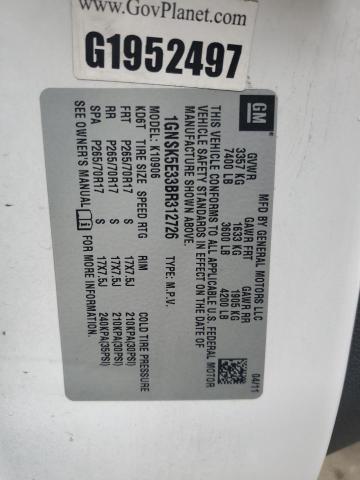 www.GovPlanet.com
G1952497
GM
MFD BY GENERAL MOTORS LLC
GVWR GAWR FRT GAWR RR
3357 KG 1633 KG 1905 KG
7400 LB 3600 LB 4200 LB
THIS VEHICLE CONFORMS TO ALL APPLICABLE U.S. FEDERAL MOTOR
VEHICLE SAFETY STANDARDS IN EFFECT ON THE DATE OF
MANUFACTURE SHOWN ABOVE.
1GNSK5E33BR312726 TYPE: M.P.V.
MODEL: K10906
K06T TIRE SIZE SPEED RTG RIM COLD TIRE PRESSURE
FRT P265/70R17 S 17X7.5J 210KPA(30PSI)
RR P265/70R17 S 17X7.5J 210KPA(30PSI)
SPA P265/70R17 S 17X7.5J 240KPA(35PSI)
SEE OWNER'S MANUAL
04/11